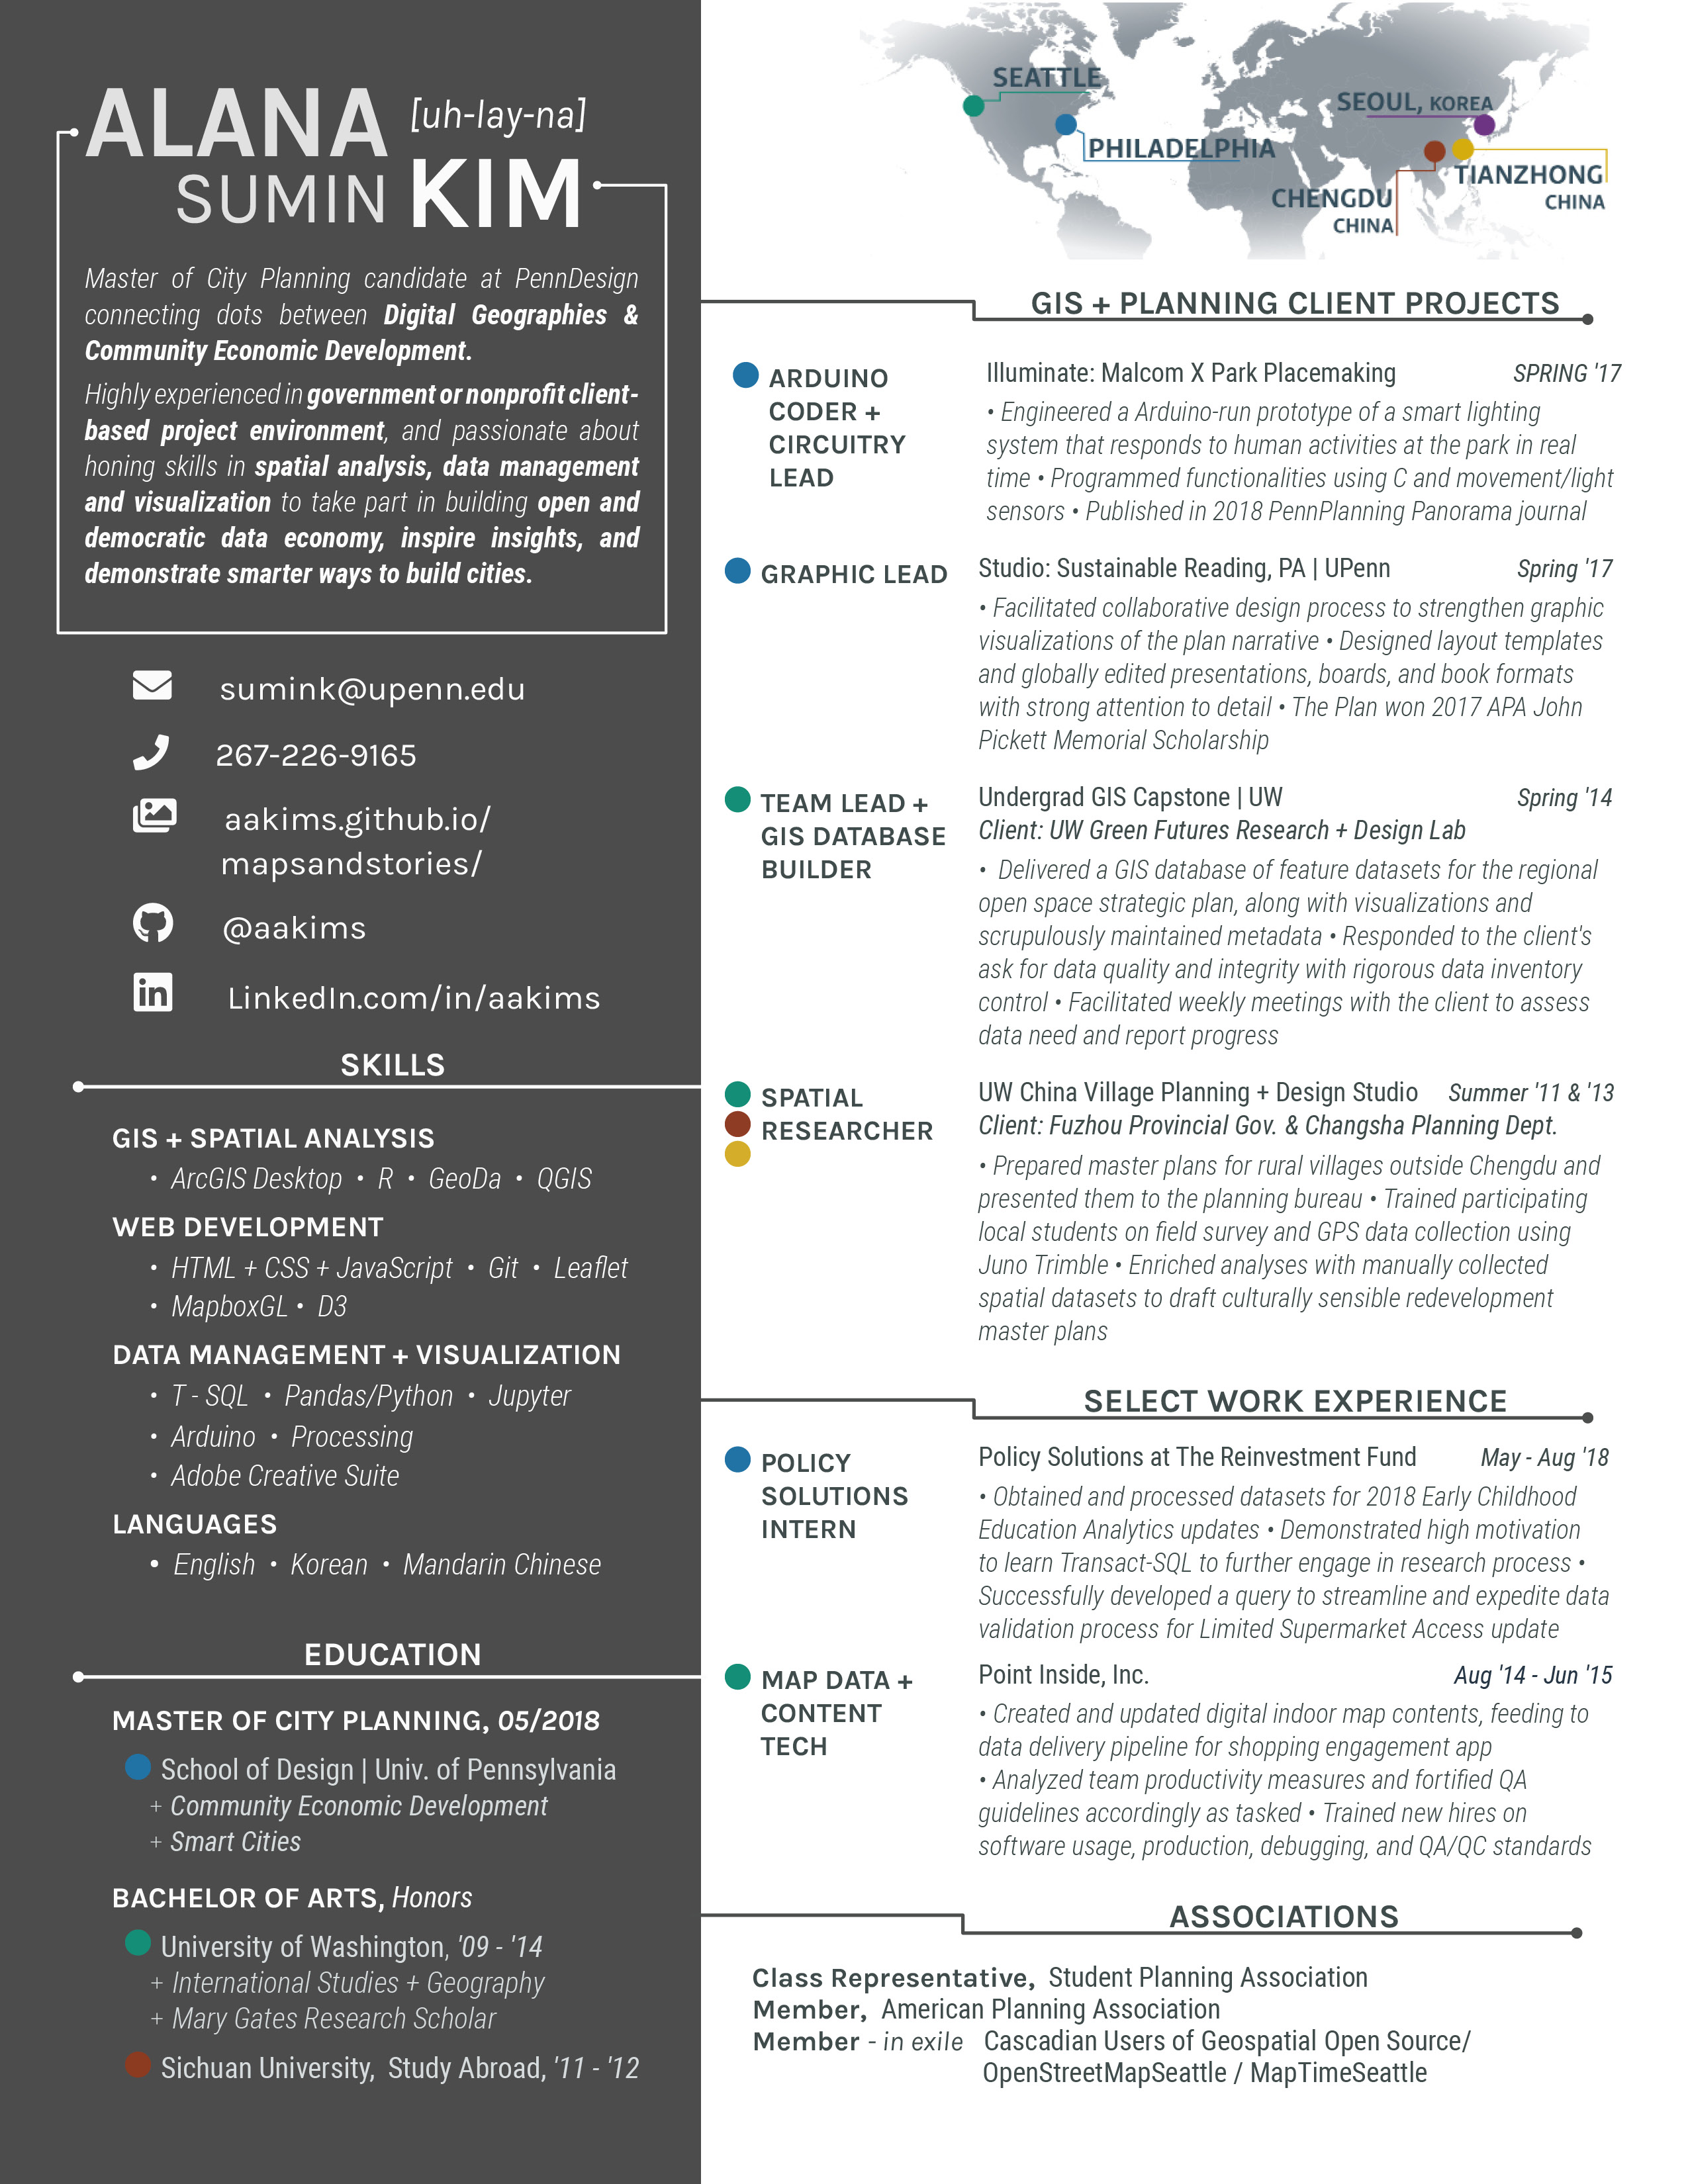 ALANA [uh-lay-na]
SUMIN KIM
Master of City Planning candidate at PennDesign
connecting dots between Digital Geographies &
Community Economic Development.
Highly experienced in government or nonprofit client-
based project environment, and passionate about
honing skills in spatial analysis, data management
and visualization to take part in building open and
democratic data economy, inspire insights, and
demonstrate smarter ways to build cities.
sumink@upenn.edu
267-226-9165
aakims.github.io/
mapsandstories/
@aakims
LinkedIn.com/in/aakims
SKILLS
GIS + SPATIAL ANALYSIS
• ArcGIS Desktop • R • GeoDa • QGIS
WEB DEVELOPMENT
• HTML + CSS + JavaScript • Git • Leaflet
• MapboxGL • D3
DATA MANAGEMENT + VISUALIZATION
• T - SQL • Pandas/Python • Jupyter
• Arduino • Processing
• Adobe Creative Suite
LANGUAGES
• English • Korean • Mandarin Chinese
EDUCATION
MASTER OF CITY PLANNING, 05/2018
School of Design | Univ. of Pennsylvania
+ Community Economic Development
+ Smart Cities
BACHELOR OF ARTS, Honors
University of Washington, '09 - '14
+ International Studies + Geography
+ Mary Gates Research Scholar
Sichuan University, Study Abroad, '11 - '12
SEATTLE
PHILADELPHIA
SEOUL, KOREA
TIANZHONG
CHINA
CHENGDU
CHINA
GIS + PLANNING CLIENT PROJECTS
ARDUINO
CODER +
CIRCUITRY
LEAD
Illuminate: Malcom X Park Placemaking SPRING '17
• Engineered a Arduino-run prototype of a smart lighting
system that responds to human activities at the park in real
time • Programmed functionalities using C and movement/light
sensors • Published in 2018 PennPlanning Panorama journal
GRAPHIC LEAD
Studio: Sustainable Reading, PA | UPenn Spring '17
• Facilitated collaborative design process to strengthen graphic
visualizations of the plan narrative • Designed layout templates
and globally edited presentations, boards, and book formats
with strong attention to detail • The Plan won 2017 APA John
Pickett Memorial Scholarship
TEAM LEAD +
GIS DATABASE
BUILDER
Undergrad GIS Capstone | UW Spring '14
Client: UW Green Futures Research + Design Lab
• Delivered a GIS database of feature datasets for the regional
open space strategic plan, along with visualizations and
scrupulously maintained metadata • Responded to the client's
ask for data quality and integrity with rigorous data inventory
control • Facilitated weekly meetings with the client to assess
data need and report progress
SPATIAL
RESEARCHER
UW China Village Planning + Design Studio Summer '11 & '13
Client: Fuzhou Provincial Gov. & Changsha Planning Dept.
• Prepared master plans for rural villages outside Chengdu and
presented them to the planning bureau • Trained participating
local students on field survey and GPS data collection using
Juno Trimble • Enriched analyses with manually collected
spatial datasets to draft culturally sensible redevelopment
master plans
SELECT WORK EXPERIENCE
POLICY
SOLUTIONS
INTERN
Policy Solutions at The Reinvestment Fund May - Aug '18
• Obtained and processed datasets for 2018 Early Childhood
Education Analytics updates • Demonstrated high motivation
to learn Transact-SQL to further engage in research process •
Successfully developed a query to streamline and expedite data
validation process for Limited Supermarket Access update
MAP DATA +
CONTENT
TECH
Point Inside, Inc. Aug '14 - Jun '15
• Created and updated digital indoor map contents, feeding to
data delivery pipeline for shopping engagement app
• Analyzed team productivity measures and fortified QA
guidelines accordingly as tasked • Trained new hires on
software usage, production, debugging, and QA/QC standards
ASSOCIATIONS
Class Representative, Student Planning Association
Member, American Planning Association
Member - in exile Cascadian Users of Geospatial Open Source/
OpenStreetMapSeattle / MapTimeSeattle